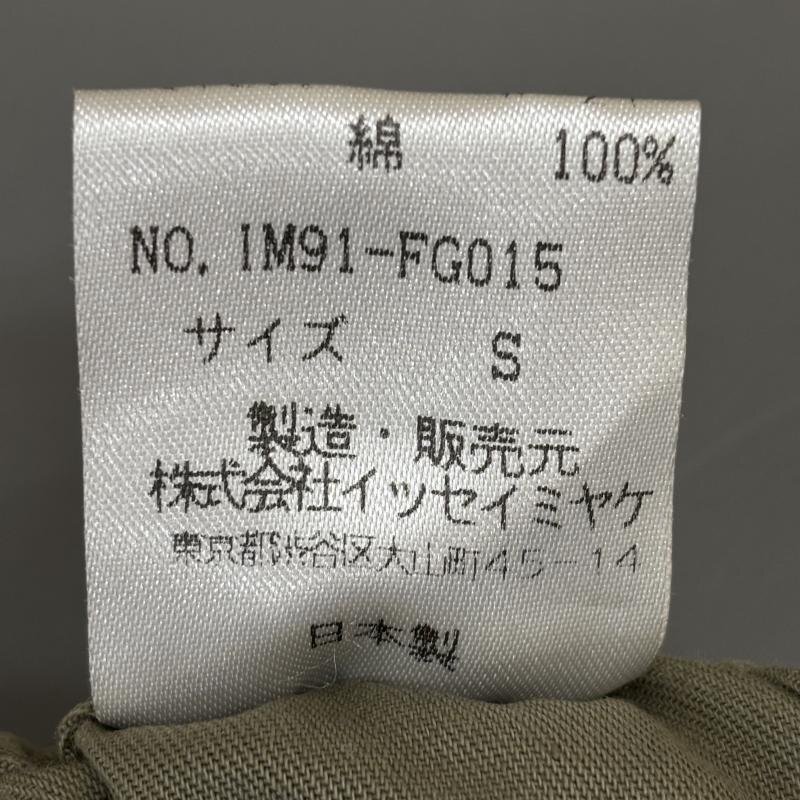 綿 100%
NO. IM91-FG015
サイズ S
製造・販売元
株式会社イッセイミヤケ
東京都渋谷区大山町45-14
日本製